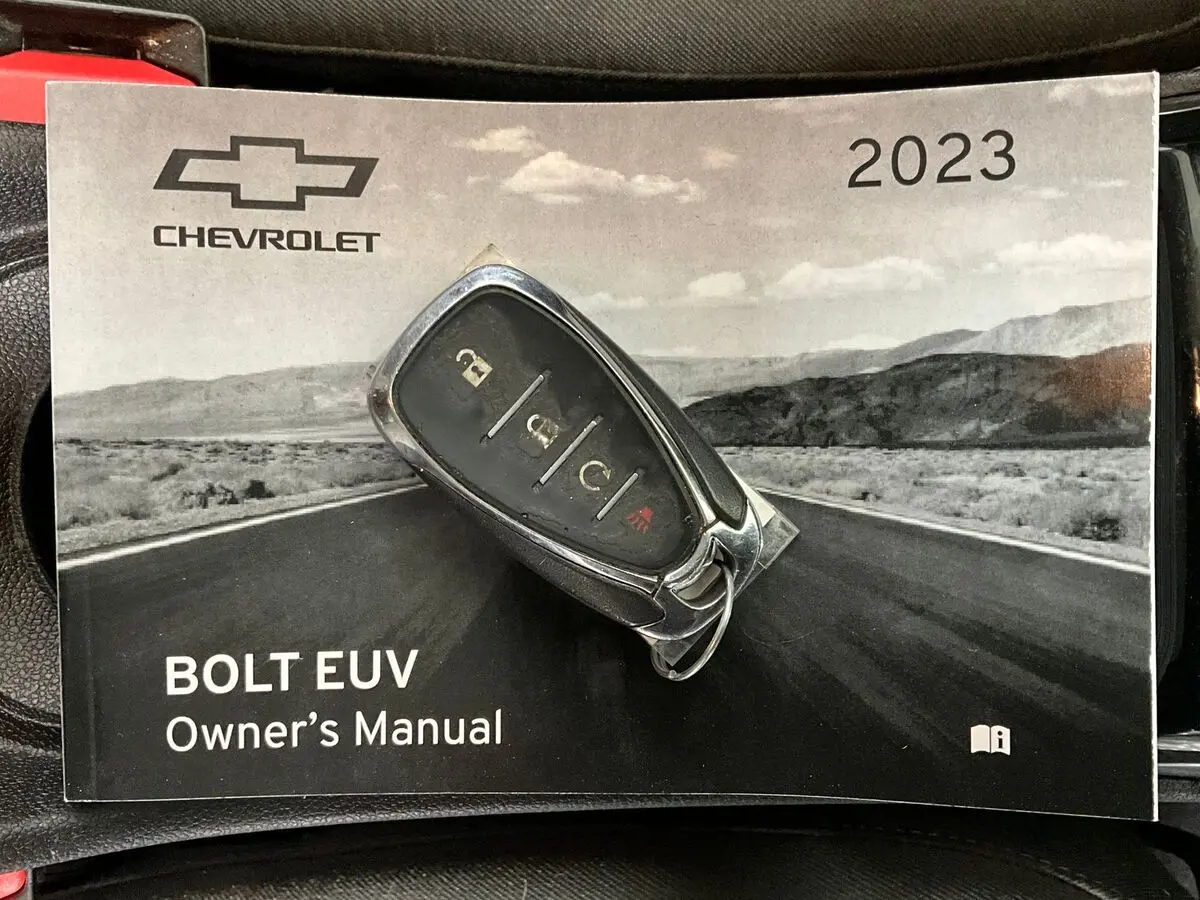 CHEVROLET
2023
BOLT EUV
Owner's Manual